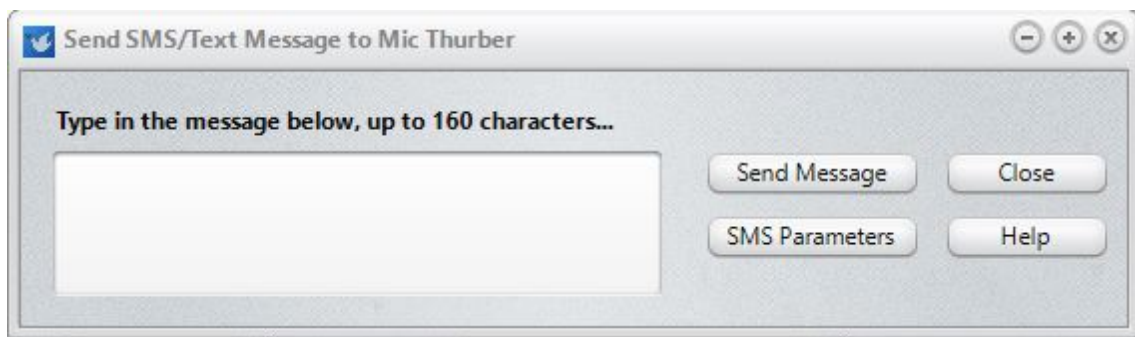 Send SMS/Text Message to Mic Thurber
Type in the message below, up to 160 characters...
Send Message
Close
SMS Parameters
Help